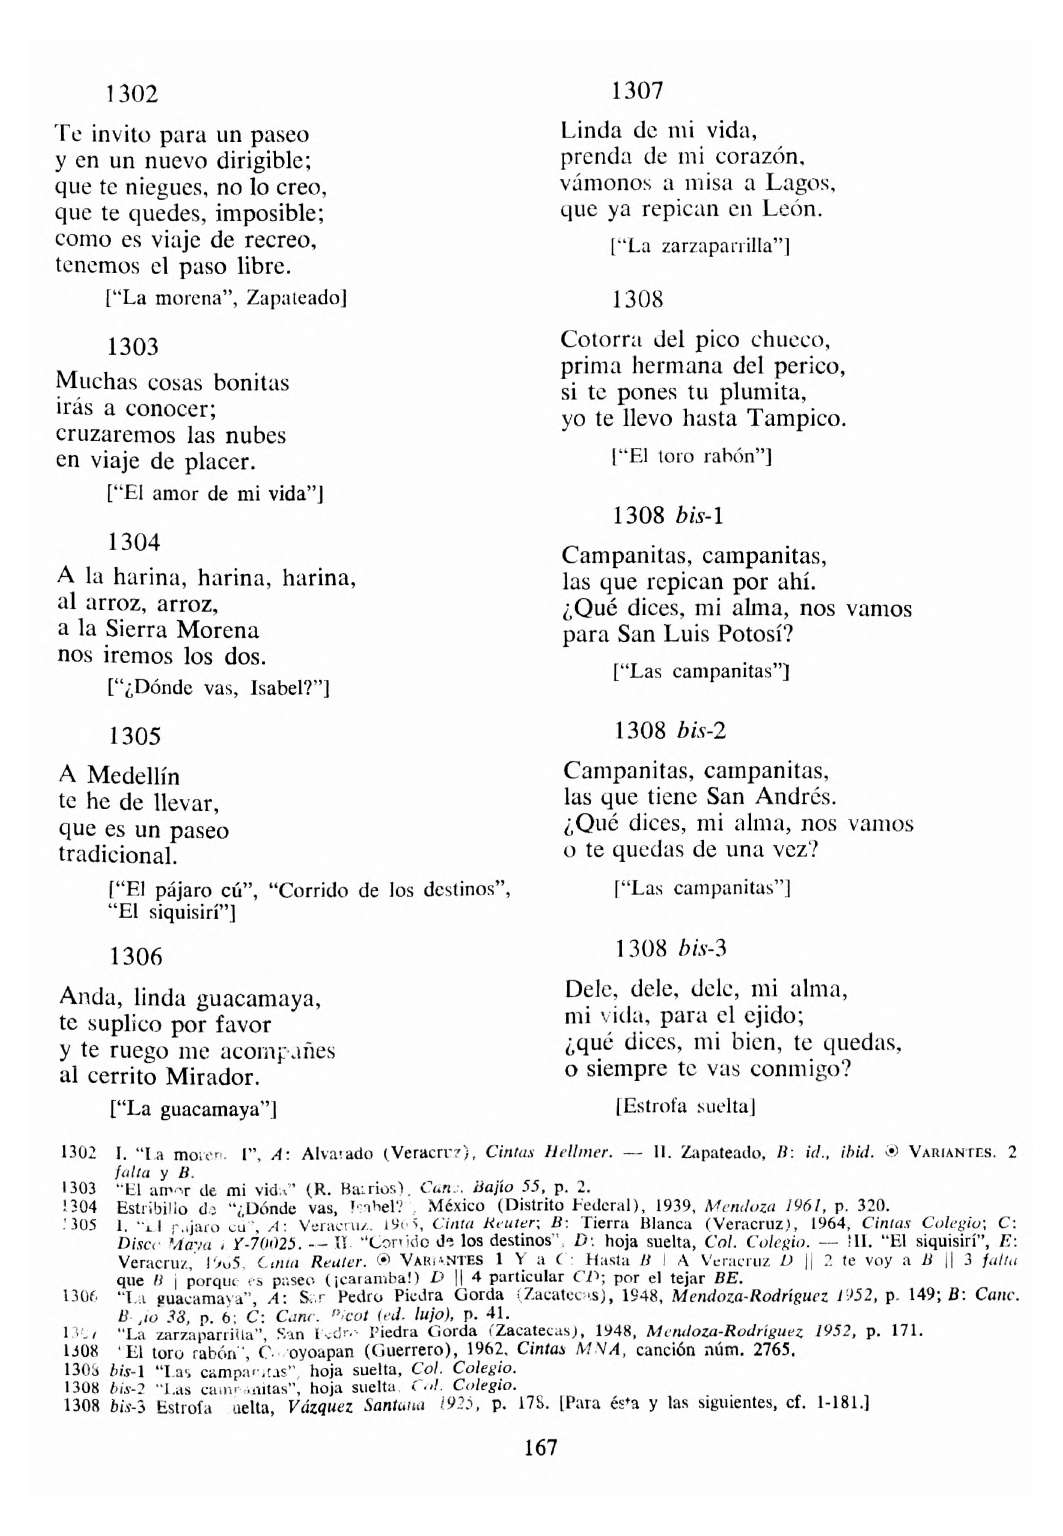 1302
Te invito para un paseo
y en un nuevo dirigible;
que te niegues, no lo creo,
que te quedes, imposible;
como es viaje de recreo,
tenemos el paso libre.
[“La morena”, Zapateado]
1303
Muchas cosas bonitas
irás a conocer;
cruzaremos las nubes
en viaje de placer.
[“El amor de mi vida”]
1304
A la harina, harina, harina,
al arroz, arroz,
a la Sierra Morena
nos iremos los dos.
[“¿Dónde vas, Isabel?”]
1305
A Medellín
te he de llevar,
que es un paseo
tradicional.
[“El pájaro cú”, “Corrido de los destinos”,
“El siquisirí”]
1306
Anda, linda guacamaya,
te suplico por favor
y te ruego me acompañes
al cerrito Mirador.
[“La guacamaya”]
1307
Linda de mi vida,
prenda de mi corazón,
vámonos a misa a Lagos,
que ya repican en León.
[“La zarzaparrilla”]
1308
Cotorra del pico chueco,
prima hermana del perico,
si te pones tu plumita,
yo te llevo hasta Tampico.
[“El toro rabón”]
1308 bis-1
Campanitas, campanitas,
las que repican por ahí.
¿Qué dices, mi alma, nos vamos
para San Luis Potosí?
[“Las campanitas”]
1308 bis-2
Campanitas, campanitas,
las que tiene San Andrés.
¿Qué dices, mi alma, nos vamos
o te quedas de una vez?
[“Las campanitas”]
1308 bis-3
Dele, dele, dele, mi alma,
mi vida, para el ejido;
¿qué dices, mi bien, te quedas,
o siempre te vas conmigo?
[Estrofa suelta]
1302 I. “La morena I”, A: Alvarado (Veracruz), Cintas Hellmer. — II. Zapateado, B: id., ibid. ⊙ VARIANTES. 2
falta y B.
1303 “El amor de mi vida” (R. Barrios), Canc. Bajío 55, p. 2.
1304 Estribillo de “¿Dónde vas, Isabel?”, México (Distrito Federal), 1939, Mendoza 1961, p. 320.
1305 I. “El pájaro cú”, A: Veracruz, 1965, Cinta Reuter; B: Tierra Blanca (Veracruz), 1964, Cintas Colegio; C:
Disco Maya Y-70025. — II. “Corrido de los destinos”, D: hoja suelta, Col. Colegio. — III. “El siquisirí”, E:
Veracruz, 1965, Cinta Reuter. ⊙ VARIANTES 1 Y a C: Hasta B | A Veracruz D || 2 te voy a B || 3 falta
que B | porque es paseo (¡caramba!) D || 4 particular CD; por el tejar BE.
1306 “La guacamaya”, A: San Pedro Piedra Gorda (Zacatecas), 1948, Mendoza-Rodríguez 1952, p. 149; B: Canc.
Bajío 38, p. 6; C: Canc. Picot (ed. lujo), p. 41.
1307 “La zarzaparrilla”, San Pedro Piedra Gorda (Zacatecas), 1948, Mendoza-Rodríguez 1952, p. 171.
1308 “El toro rabón”, oyoapan (Guerrero), 1962, Cintas MNA, canción núm. 2765.
1308 bis-1 “Las campanitas”, hoja suelta, Col. Colegio.
1308 bis-2 “Las campanitas”, hoja suelta, Col. Colegio.
1308 bis-3 Estrofa suelta, Vázquez Santana 1925, p. 178. [Para ésta y las siguientes, cf. 1-181.]
167